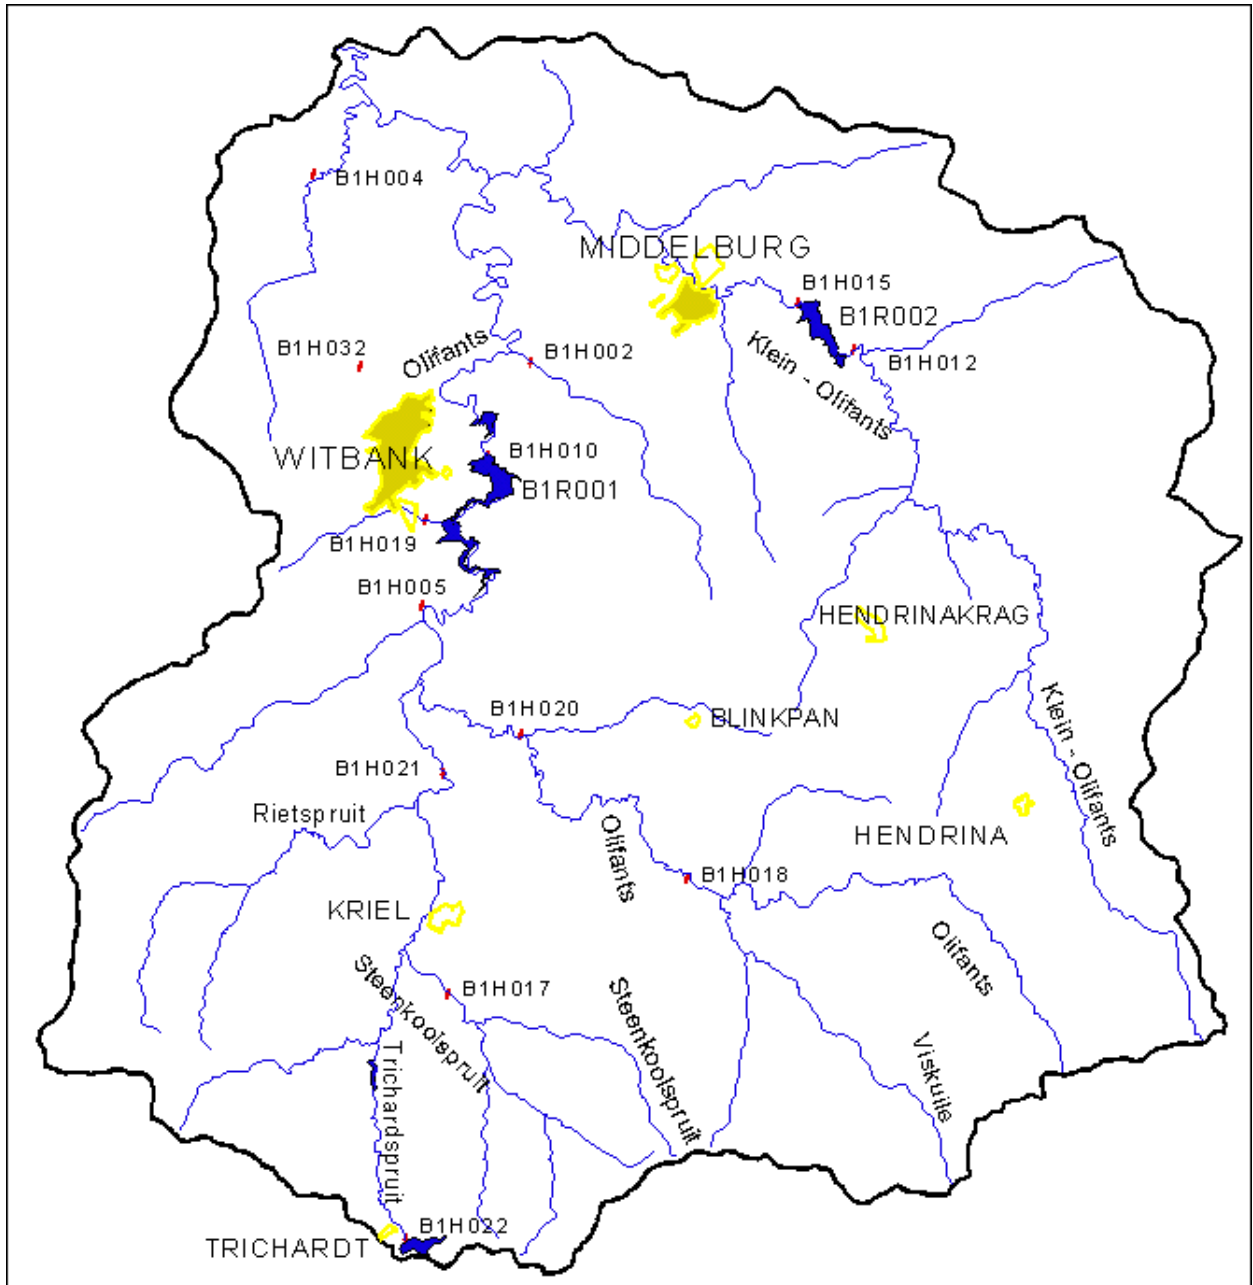 B1H004
MIDDELBURG
B1H015
B1R002
B1H012
Klein - Olifants
B1H032
Olifants
B1H002
WITBANK
B1H010
B1R001
B1H019
B1H005
HENDRINAKRAG
B1H020
BLINKPAN
Klein - Olifants
B1H021
Rietspruit
Olifants
HENDRINA
B1H018
KRIEL
Olifants
Steenkoolspruit
B1H017
Steenkoolspruit
Trichardspruit
Viskuile
B1H022
TRICHARDT